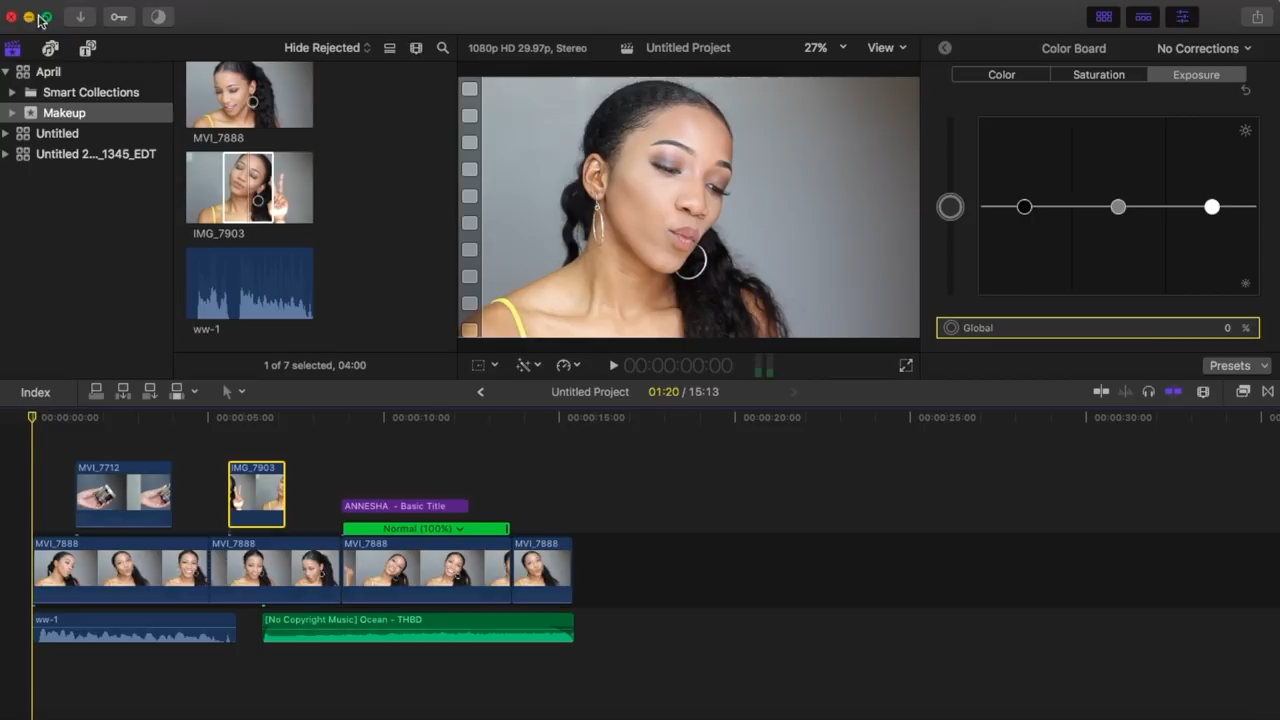 Hide Rejected
1080p HD 29.97p, Stereo
Untitled Project
27%
View
Color Board
No Corrections
April
Smart Collections
Makeup
Untitled
Untitled 2..._1345_EDT
MVI_7888
IMG_7903
ww-1
Color
Saturation
Exposure
Global
0 %
1 of 7 selected, 04:00
00:00:00:00
Presets
Index
Untitled Project
01:20 / 15:13
00:00:00:00
00:00:05:00
00:00:10:00
00:00:15:00
00:00:20:00
00:00:25:00
00:00:30:00
00
MVI_7712
IMG_7903
ANNESHA - Basic Title
Normal (100%)
MVI_7888
MVI_7888
MVI_7888
MVI_7888
ww-1
[No Copyright Music] Ocean - THBD